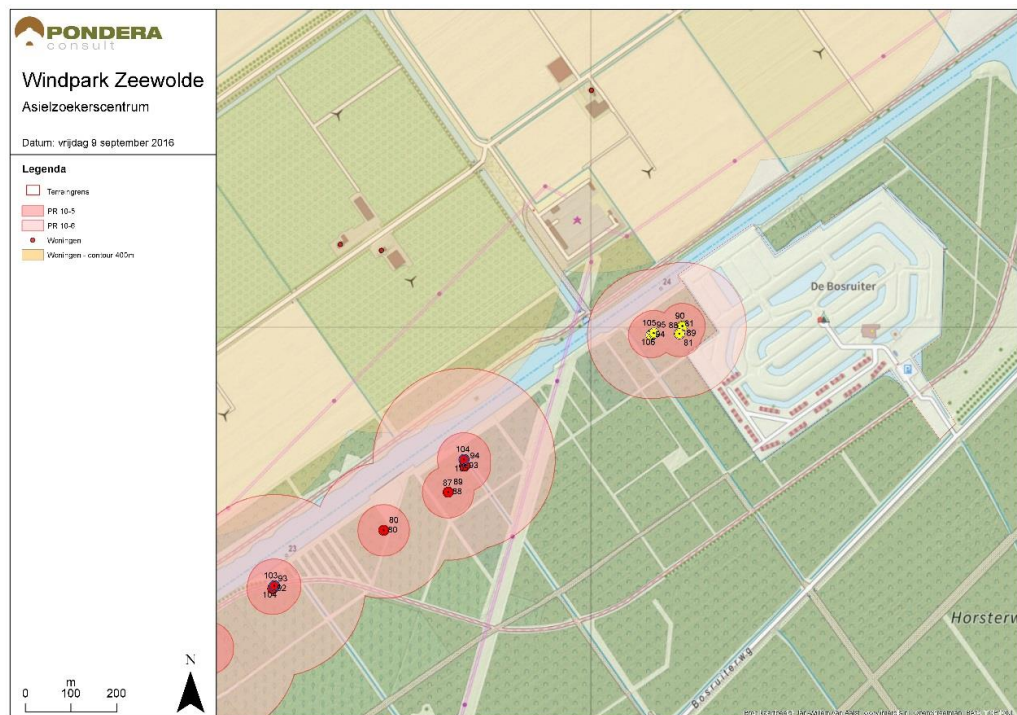 PONDERA
consult
Windpark Zeewolde
Asielzoekerscentrum
Datum: vrijdag 9 september 2016
Legenda
Terreingrens
PR 10-5
PR 10-6
Woningen
Woningen - contour 400m
m
0 100 200
N
24
De Bosruiter
P
90
105 95 88 81
94 89
106 81
104
94
93
87 89
88
80
80
23
103 93
92
104
Horsterw
Bosruiterwg